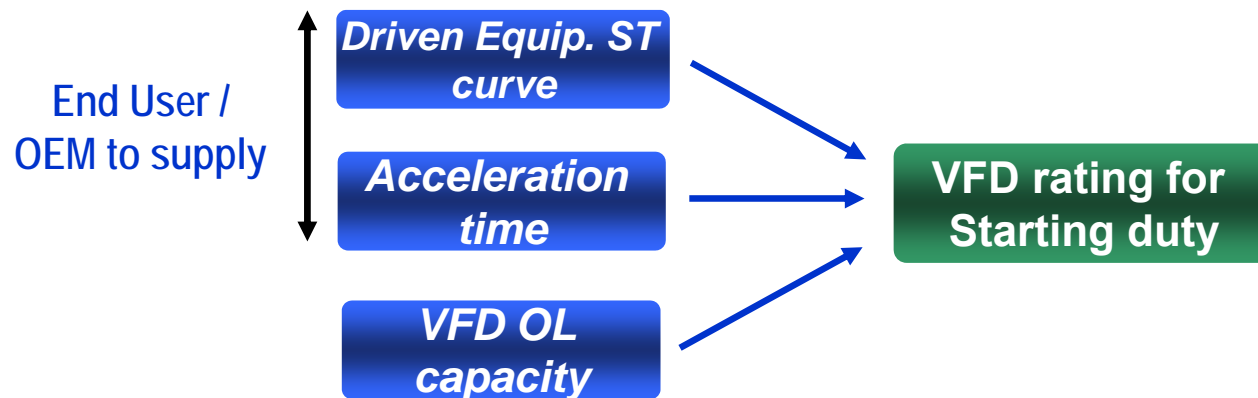 End User /
OEM to supply
Driven Equip. ST
curve
Acceleration
time
VFD OL
capacity
VFD rating for
Starting duty